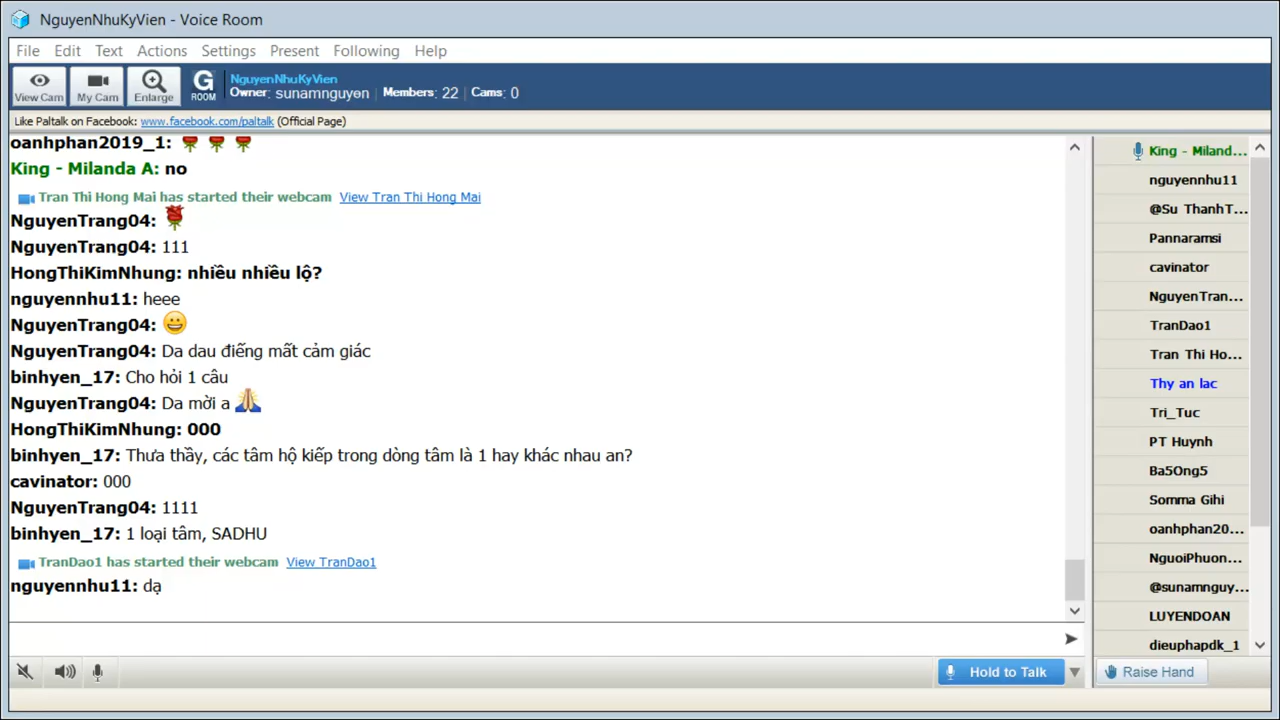 NguyenNhuKyVien - Voice Room
File Edit Text Actions Settings Present Following Help
View Cam My Cam Enlarge G ROOM
NguyenNhuKyVien
Owner: sunamnguyen | Members: 22 | Cams: 0
Like Paltalk on Facebook: www.facebook.com/paltalk (Official Page)
oanhphan2019_1:
King - Milanda A: no
Tran Thi Hong Mai has started their webcam View Tran Thi Hong Mai
NguyenTrang04:
NguyenTrang04: 111
HongThiKimNhung: nhiều nhiều lộ?
nguyennhu11: heee
NguyenTrang04:
NguyenTrang04: Da dau điếng mất cảm giác
binhyen_17: Cho hỏi 1 câu
NguyenTrang04: Da mời a
HongThiKimNhung: 000
binhyen_17: Thưa thầy, các tâm hộ kiếp trong dòng tâm là 1 hay khác nhau an?
cavinator: 000
NguyenTrang04: 1111
binhyen_17: 1 loại tâm, SADHU
TranDao1 has started their webcam View TranDao1
nguyennhu11: dạ
King - Miland...
nguyennhu11
@Su ThanhT...
Pannaramsi
cavinator
NguyenTran...
TranDao1
Tran Thi Ho...
Thy an lac
Tri_Tuc
PT Huynh
Ba5Ong5
Somma Gihi
oanhphan20...
NguoiPhuon...
@sunamnguy...
LUYENDOAN
dieuphapdk_1
Hold to Talk
Raise Hand